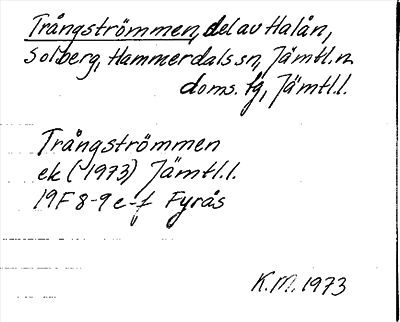 Trångströmmen, del av Halån,
Solberg, Hammerdals sn, Jämtl.n.
doms. tg, Jämtl.l.
Trångströmmen
ek (1973) Jämtl.l.
19F 8-9 e-f Fyrås
K.M. 1973